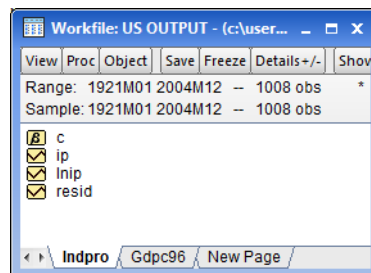 Workfile: US OUTPUT - (c:\user...
View Proc Object Save Freeze Details+/- Show
Range: 1921M01 2004M12 -- 1008 obs *
Sample: 1921M01 2004M12 -- 1008 obs
β c
ip
lnip
resid
Indpro Gdpc96 New Page